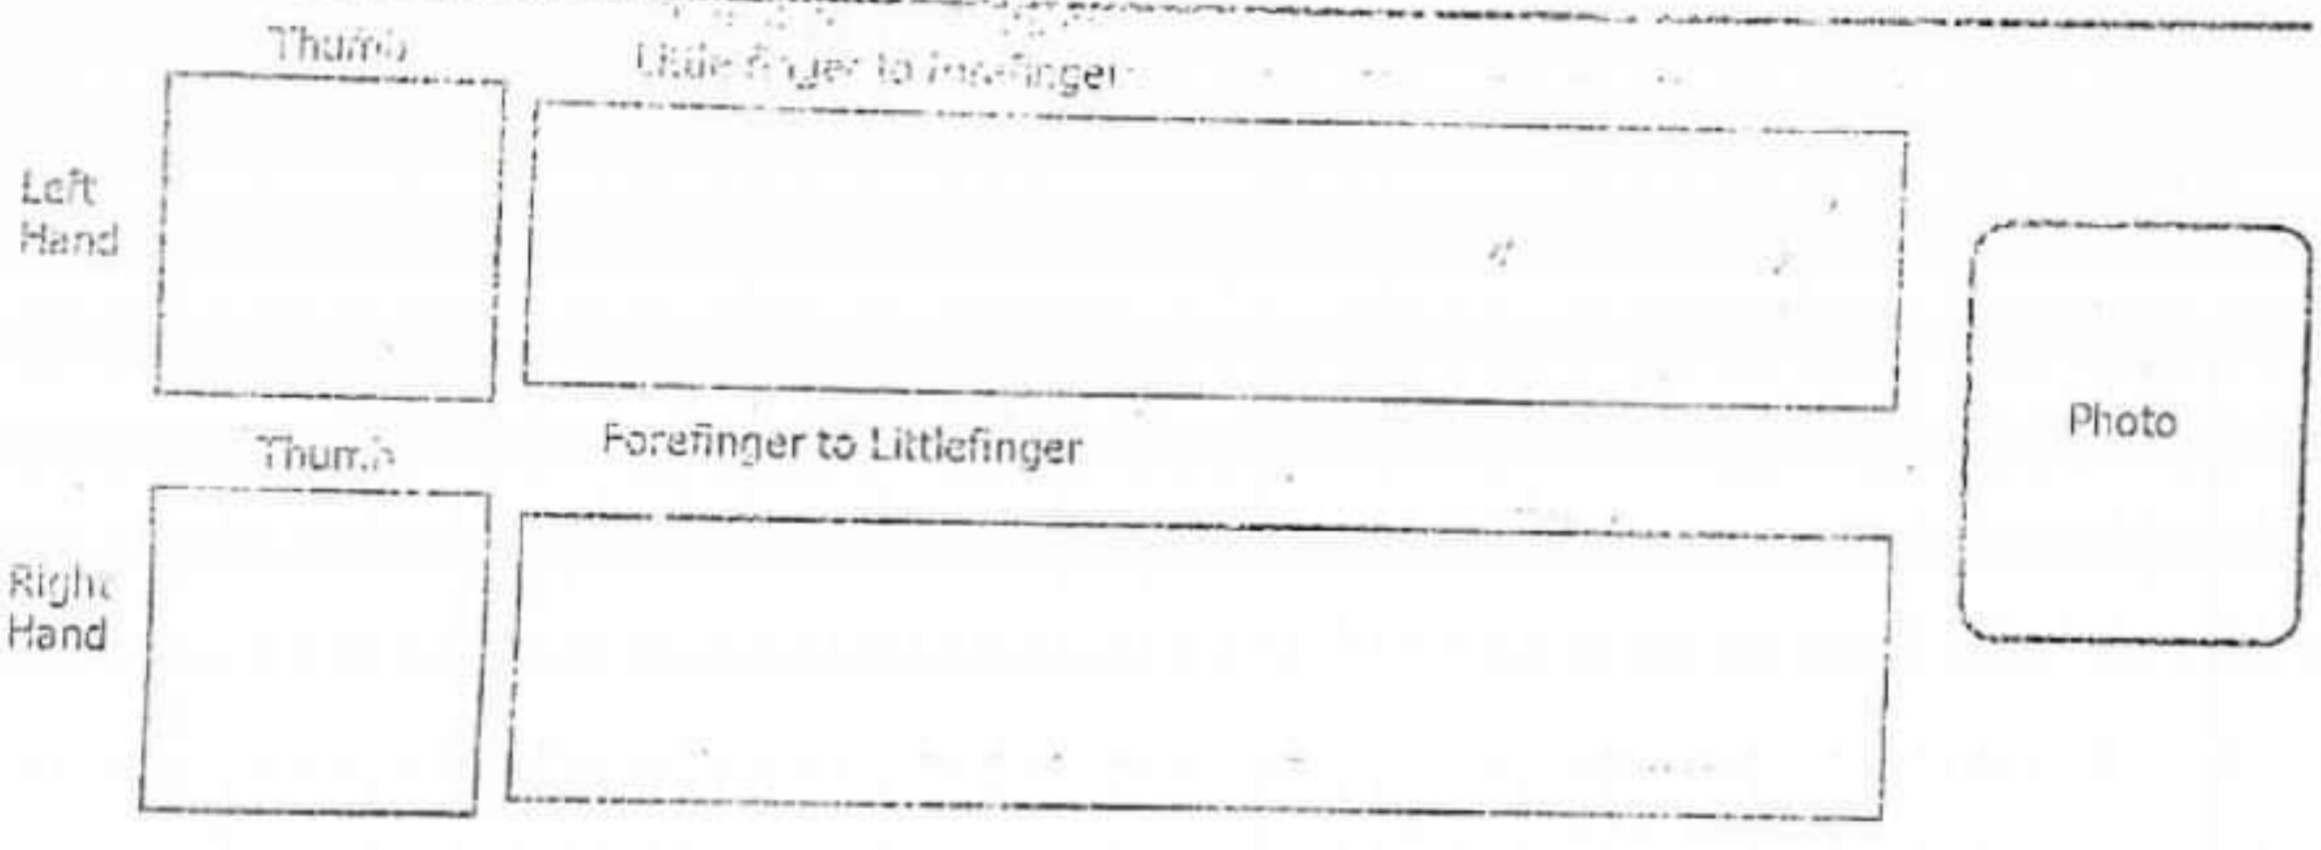 Thumb
Little finger to Forefinger
Left
Hand
Photo
Thumb
Forefinger to Littlefinger
Right
Hand